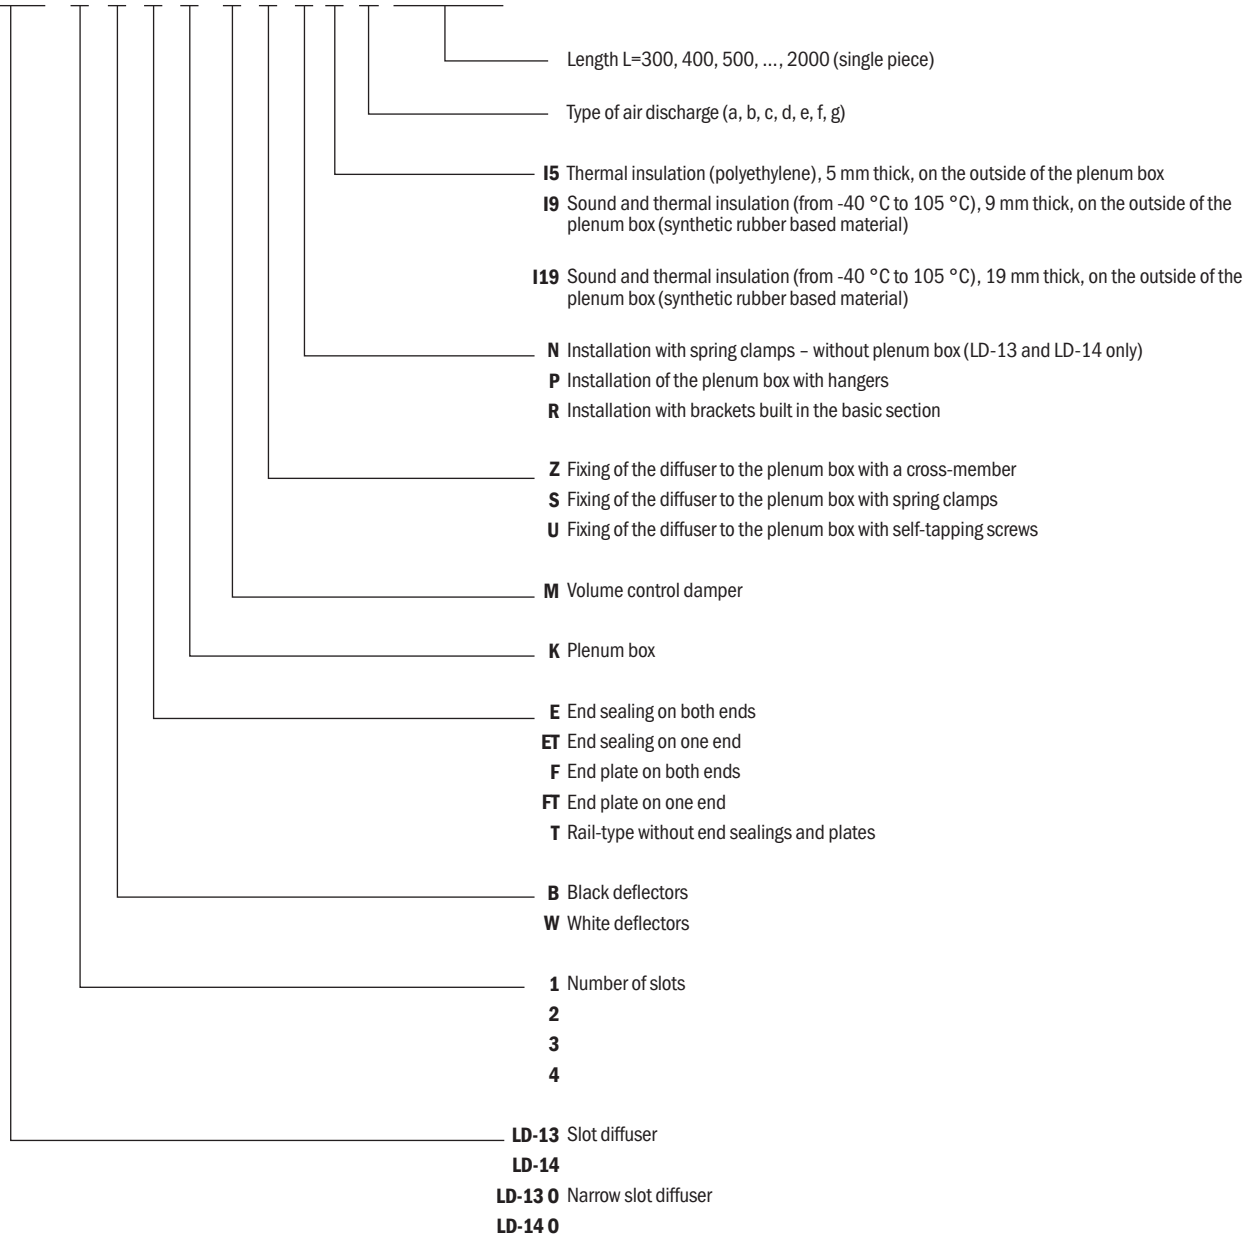 Length L=300, 400, 500, ..., 2000 (single piece)
Type of air discharge (a, b, c, d, e, f, g)
I5 Thermal insulation (polyethylene), 5 mm thick, on the outside of the plenum box
I9 Sound and thermal insulation (from -40 °C to 105 °C), 9 mm thick, on the outside of the
plenum box (synthetic rubber based material)
I19 Sound and thermal insulation (from -40 °C to 105 °C), 19 mm thick, on the outside of the
plenum box (synthetic rubber based material)
N Installation with spring clamps – without plenum box (LD-13 and LD-14 only)
P Installation of the plenum box with hangers
R Installation with brackets built in the basic section
Z Fixing of the diffuser to the plenum box with a cross-member
S Fixing of the diffuser to the plenum box with spring clamps
U Fixing of the diffuser to the plenum box with self-tapping screws
M Volume control damper
K Plenum box
E End sealing on both ends
ET End sealing on one end
F End plate on both ends
FT End plate on one end
T Rail-type without end sealings and plates
B Black deflectors
W White deflectors
1 Number of slots
2
3
4
LD-13 Slot diffuser
LD-14
LD-13 O Narrow slot diffuser
LD-14 O